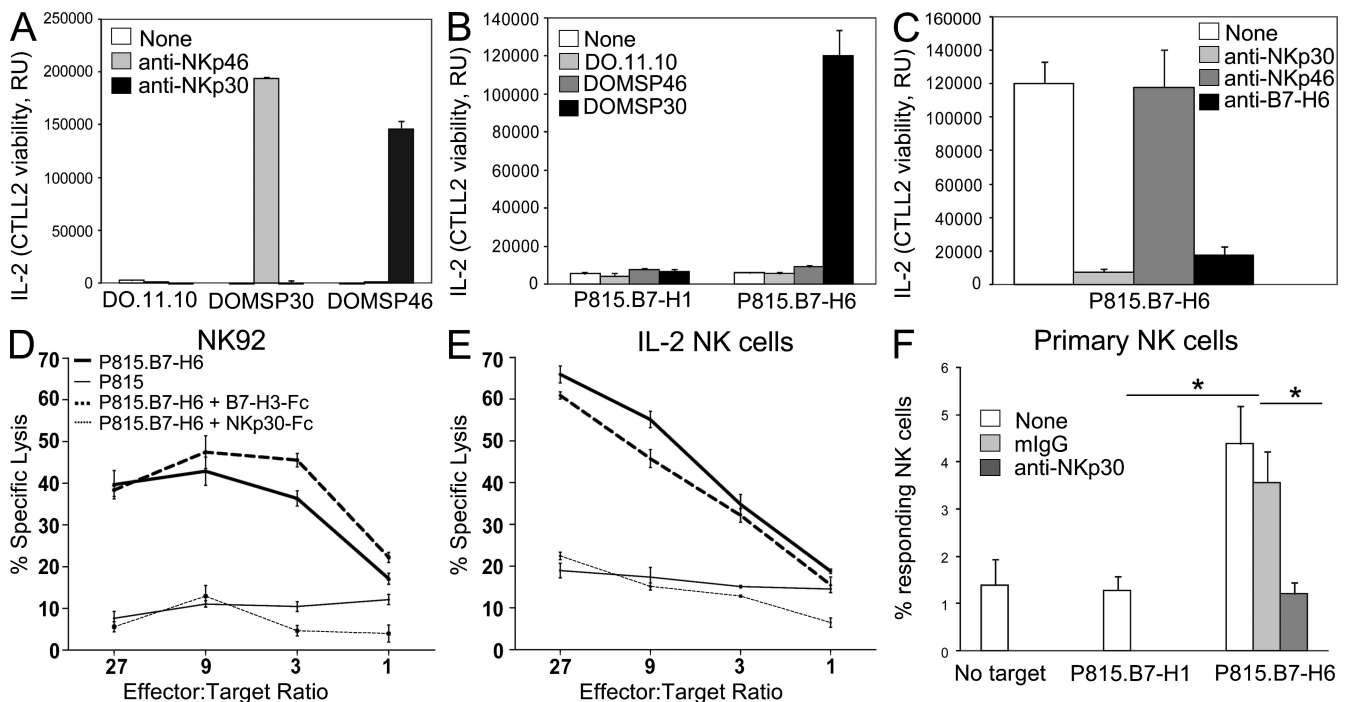 A
IL-2 (CTLL2 viability, RU)
250000
200000
150000
100000
50000
0
None
anti-NKp46
anti-NKp30
DO.11.10
DOMSP30
DOMSP46
B
IL-2 (CTLL2 viability, RU)
140000
120000
100000
80000
60000
40000
20000
0
None
DO.11.10
DOMSP46
DOMSP30
P815.B7-H1
P815.B7-H6
C
IL-2 (CTLL2 viability, RU)
160000
140000
120000
100000
80000
60000
40000
20000
0
None
anti-NKp30
anti-NKp46
anti-B7-H6
P815.B7-H6
D
NK92
% Specific Lysis
70
60
50
40
30
20
10
0
P815.B7-H6
P815
P815.B7-H6 + B7-H3-Fc
P815.B7-H6 + NKp30-Fc
27 9 3 1
Effector:Target Ratio
E
IL-2 NK cells
% Specific Lysis
70
60
50
40
30
20
10
0
27 9 3 1
Effector:Target Ratio
F
Primary NK cells
% responding NK cells
6
5
4
3
2
1
0
None
mIgG
anti-NKp30
* *
No target
P815.B7-H1
P815.B7-H6